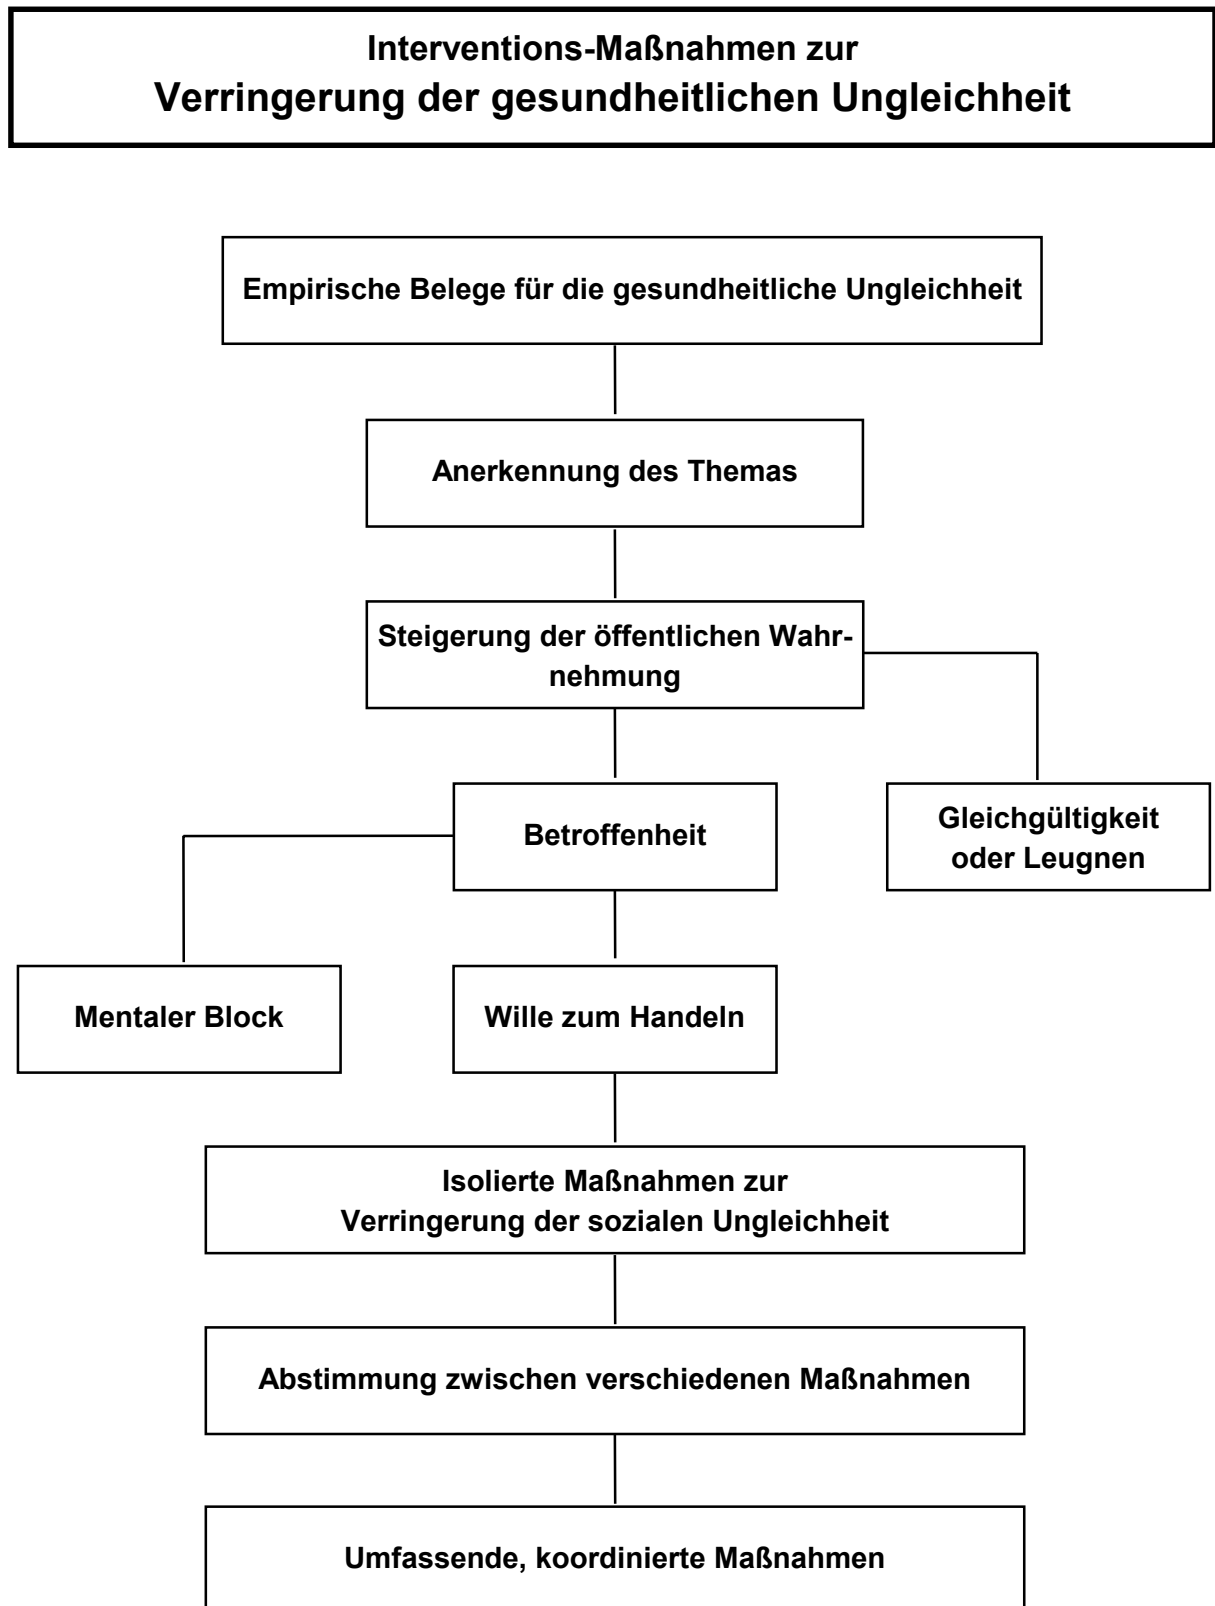 Interventions-Maßnahmen zur
Verringerung der gesundheitlichen Ungleichheit
Empirische Belege für die gesundheitliche Ungleichheit
Anerkennung des Themas
Steigerung der öffentlichen Wahr-
nehmung
Betroffenheit
Gleichgültigkeit
oder Leugnen
Mentaler Block
Wille zum Handeln
Isolierte Maßnahmen zur
Verringerung der sozialen Ungleichheit
Abstimmung zwischen verschiedenen Maßnahmen
Umfassende, koordinierte Maßnahmen